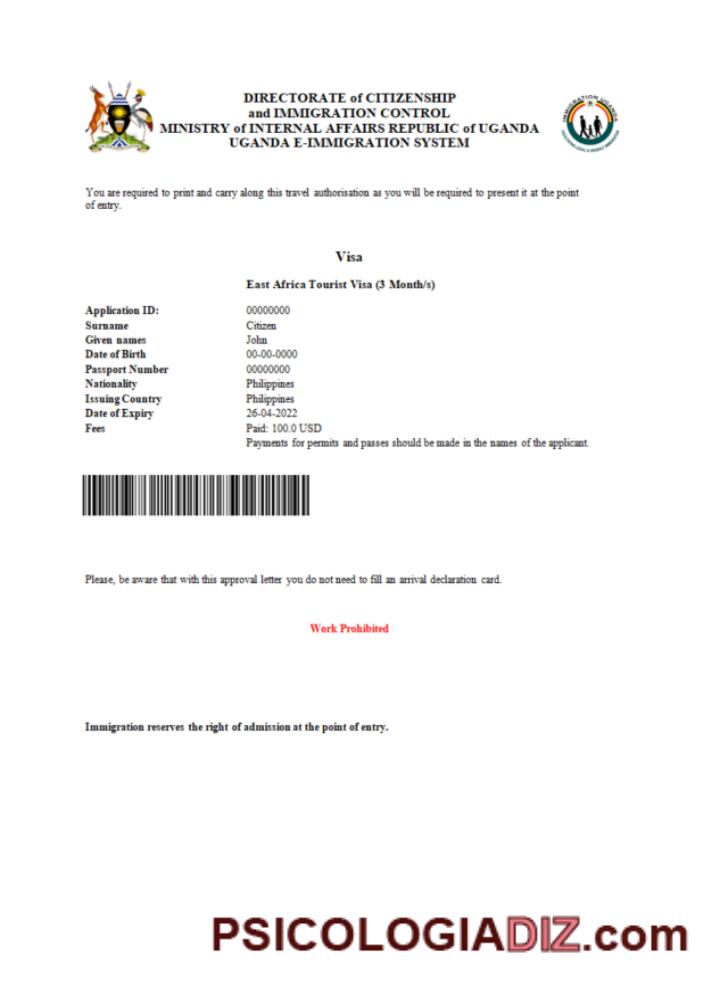 DIRECTORATE of CITIZENSHIP
and IMMIGRATION CONTROL
MINISTRY of INTERNAL AFFAIRS REPUBLIC of UGANDA
UGANDA E-IMMIGRATION SYSTEM
IMMIGRATION UGANDA
You are required to print and carry along this travel authorisation as you will be required to present it at the point
of entry.
Visa
East Africa Tourist Visa (3 Month/s)
Application ID: 00000000
Surname Citizen
Given names John
Date of Birth 00-00-0000
Passport Number 00000000
Nationality Philippines
Issuing Country Philippines
Date of Expiry 26-04-2022
Fees Paid: 100.0 USD
Payments for permits and passes should be made in the names of the applicant.
Please, be aware that with this approval letter you do not need to fill an arrival declaration card.
Work Prohibited
Immigration reserves the right of admission at the point of entry.
PSICOLOGIADIZ.com